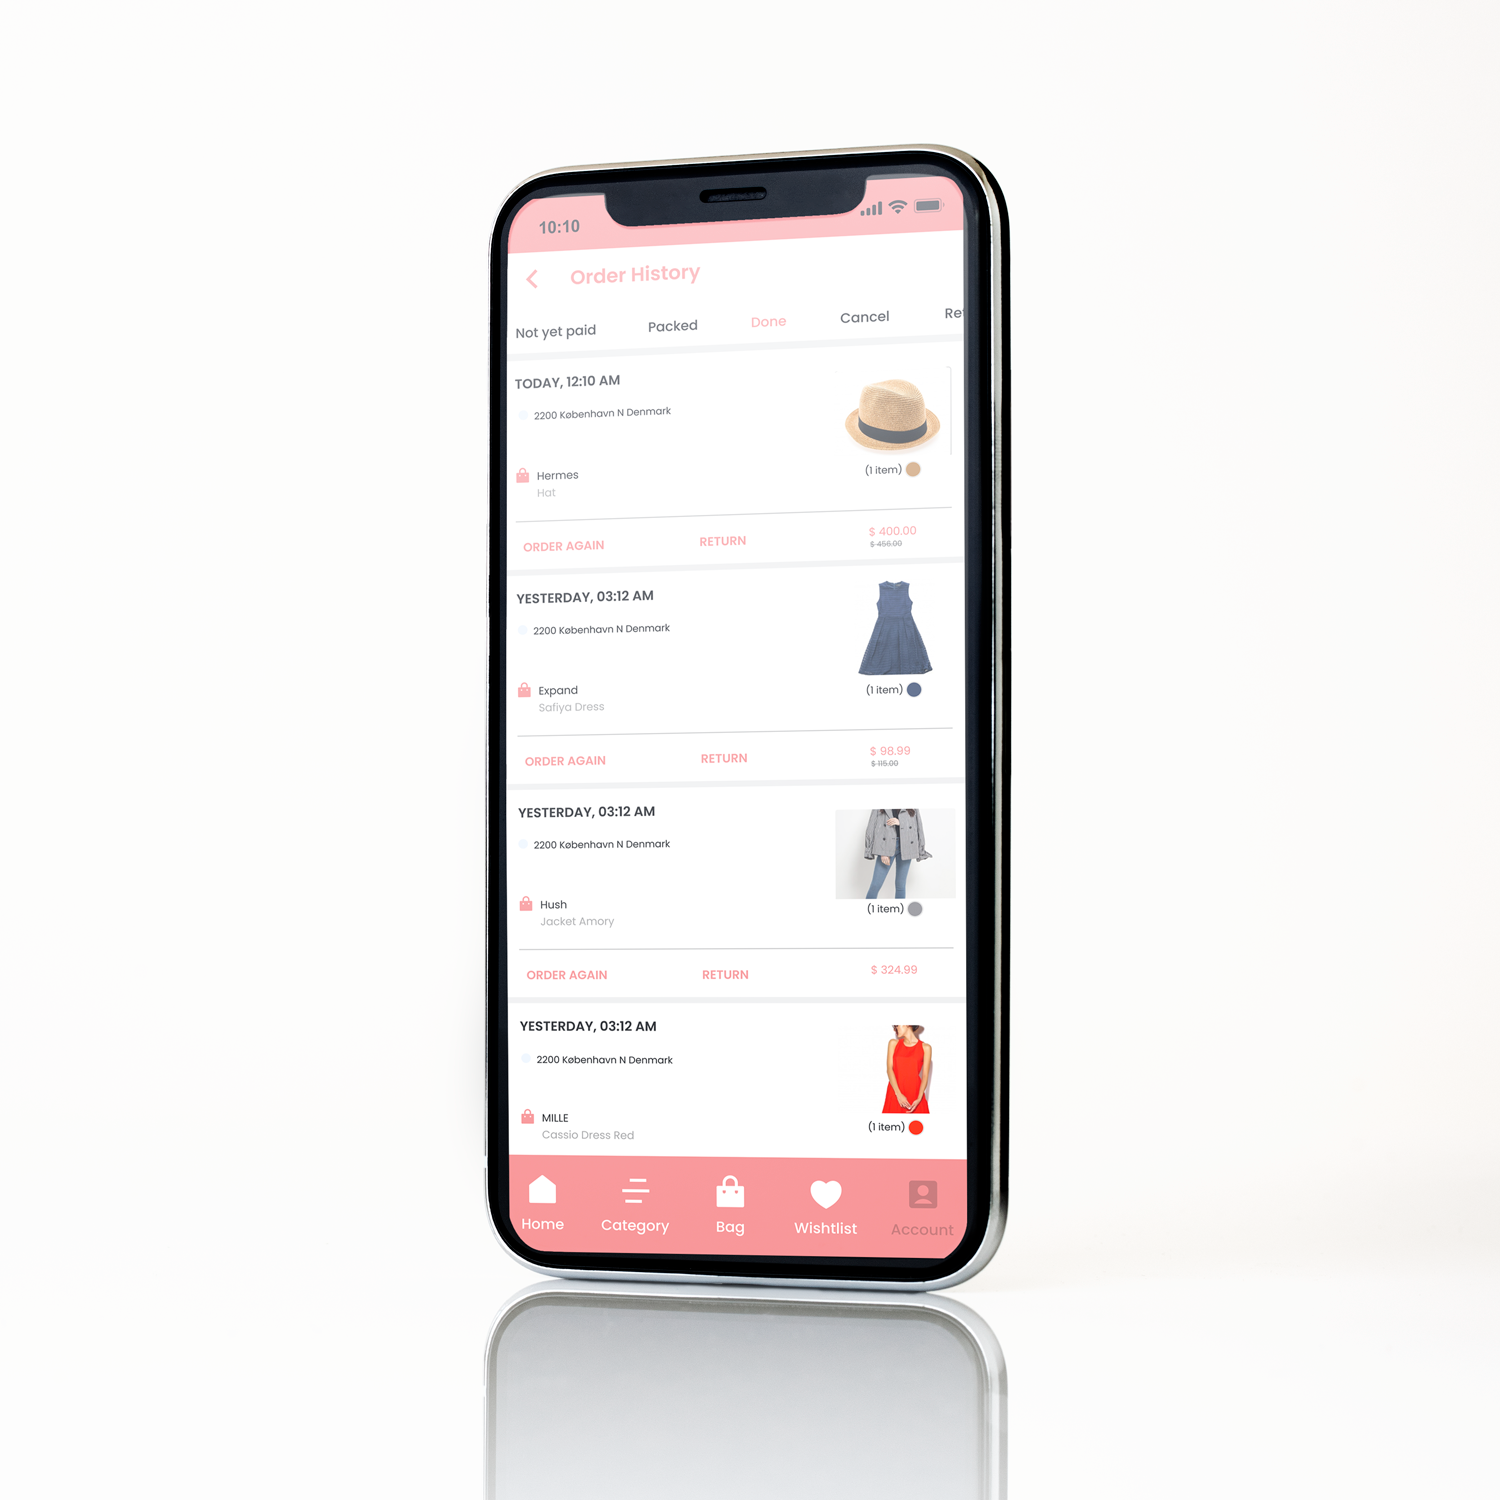 10:10
Order History
Not yet paid Packed Done Cancel
TODAY, 12:10 AM
2200 København N Denmark
Hermes
Hat
(1 item)
ORDER AGAIN RETURN $ 400.00
$ 456.00
YESTERDAY, 03:12 AM
2200 København N Denmark
Expand
Safiya Dress
(1 item)
ORDER AGAIN RETURN $ 98.99
$ 115.00
YESTERDAY, 03:12 AM
2200 København N Denmark
Hush
Jacket Amory
(1 item)
ORDER AGAIN RETURN $ 324.99
YESTERDAY, 03:12 AM
2200 København N Denmark
MILLE
Cassio Dress Red
(1 item)
Home Category Bag Wishtlist Account